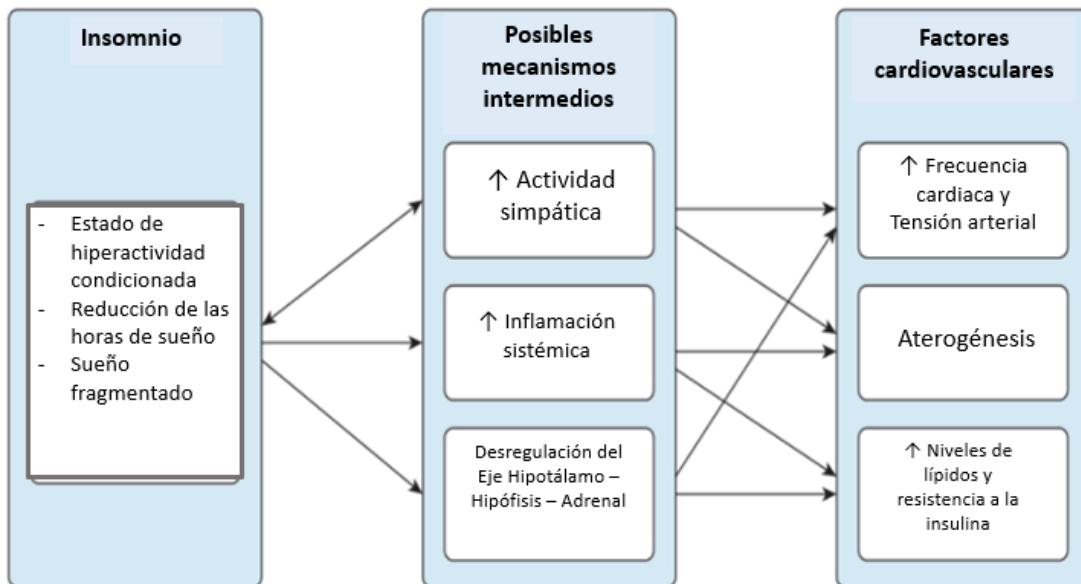 Insomnio
- Estado de
hiperactividad
condicionada
- Reducción de las
horas de sueño
- Sueño
fragmentado
Posibles
mecanismos
intermedios
↑ Actividad
simpática
↑ Inflamación
sistémica
Desregulación del
Eje Hipotálamo –
Hipófisis – Adrenal
Factores
cardiovasculares
↑ Frecuencia
cardiaca y
Tensión arterial
Aterogénesis
↑ Niveles de
lípidos y
resistencia a la
insulina